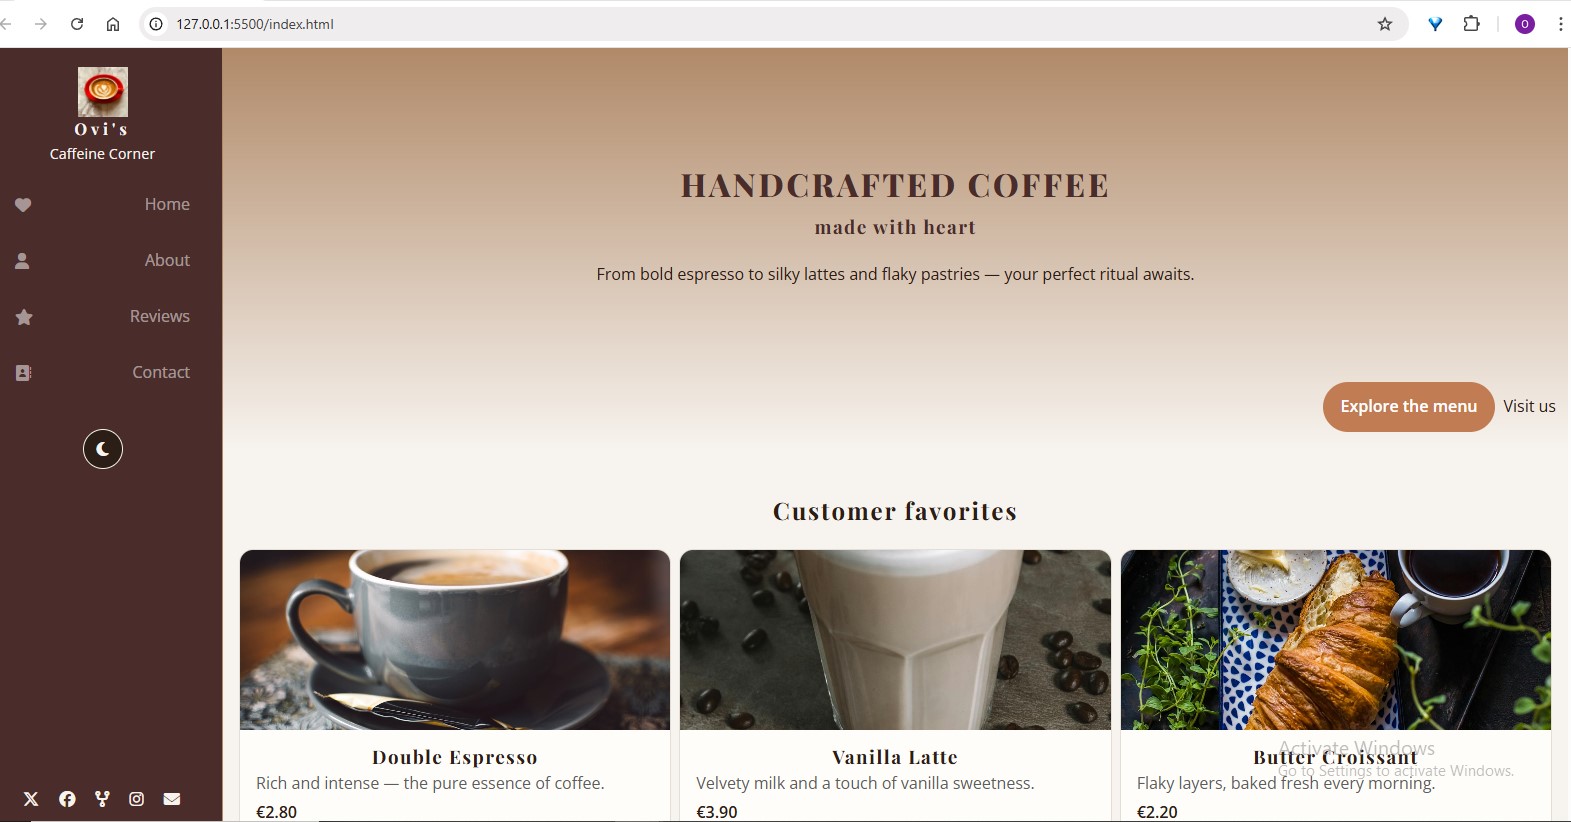 127.0.0.1:5500/index.html
O
Ovi's
Caffeine Corner
Home
About
Reviews
Contact
HANDCRAFTED COFFEE
made with heart
From bold espresso to silky lattes and flaky pastries — your perfect ritual awaits.
Explore the menu Visit us
Customer favorites
Double Espresso
Rich and intense — the pure essence of coffee.
€2.80
Vanilla Latte
Velvety milk and a touch of vanilla sweetness.
€3.90
Butter Croissant
Flaky layers, baked fresh every morning.
€2.20
Activate Windows
Go to Settings to activate Windows.